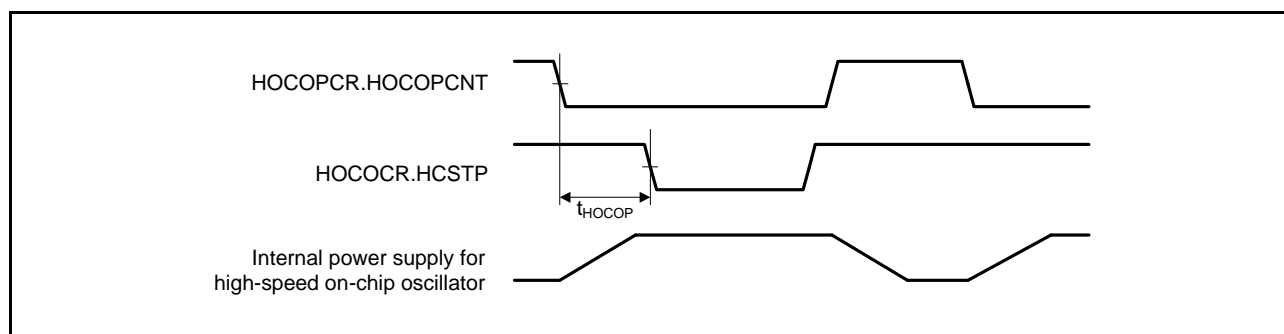 HOCOPCR.HOCOPCNT
HOCOCR.HCSTP
tHOCOP
Internal power supply for
high-speed on-chip oscillator